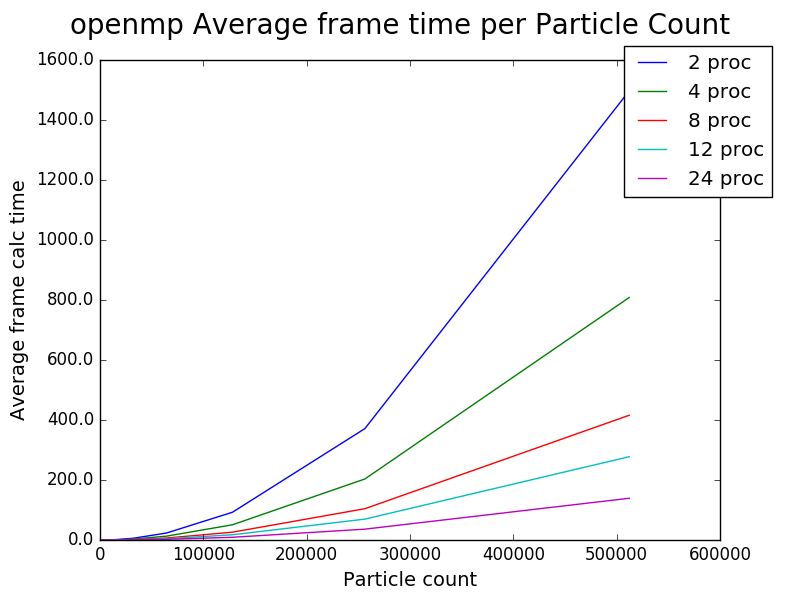 openmp Average frame time per Particle Count
1600.0
1400.0
1200.0
1000.0
800.0
600.0
400.0
200.0
0.0
Average frame calc time
2 proc
4 proc
8 proc
12 proc
24 proc
0 100000 200000 300000 400000 500000 600000
Particle count